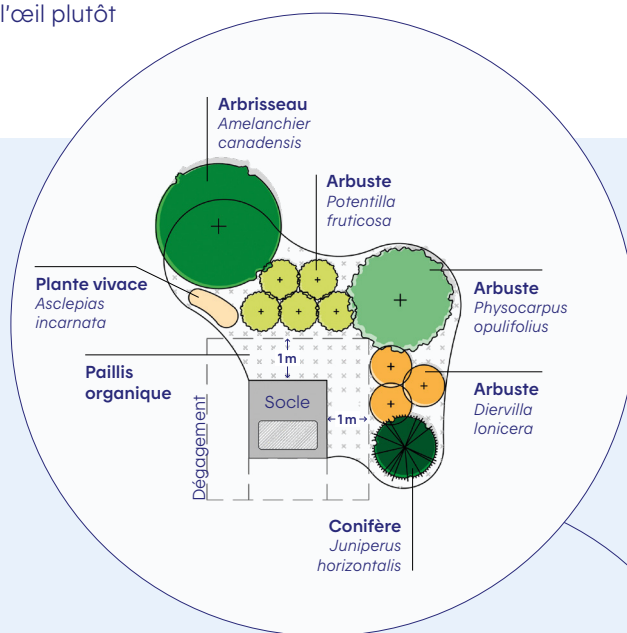 l'œil plutôt
Arbrisseau
Amelanchier
canadensis
Arbuste
Potentilla
fruticosa
Plante vivace
Asclepias
incarnata
Arbuste
Physocarpus
opulifolius
Paillis
organique
1m
Socle
1m
Dégagement
Arbuste
Diervilla
lonicera
Conifère
Juniperus
horizontalis